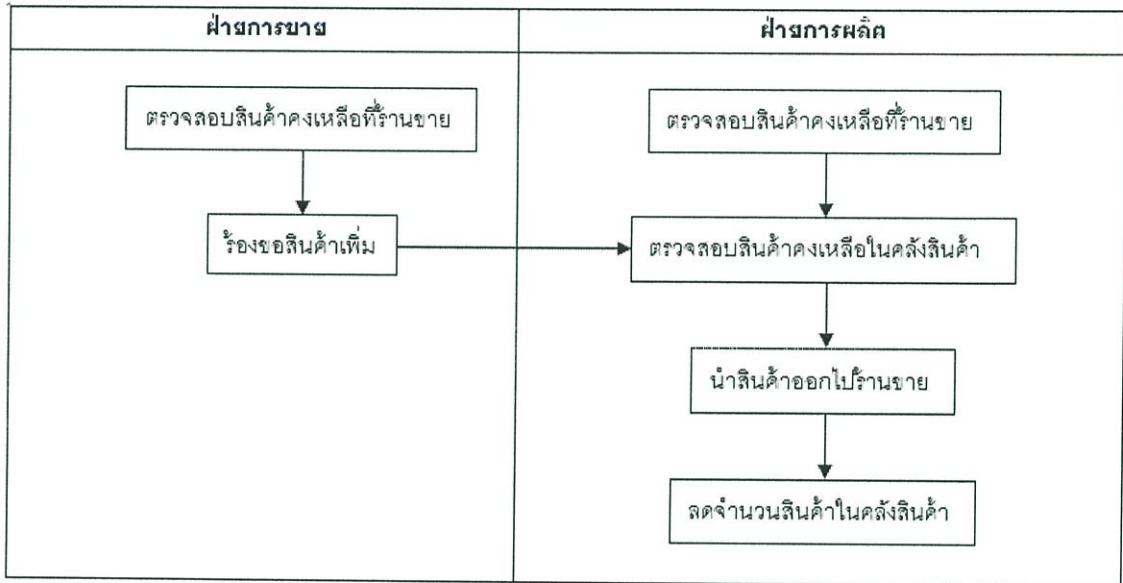 ฝ่ายการขาย
ฝ่ายการผลิต
ตรวจสอบสินค้าคงเหลือที่ร้านขาย
ตรวจสอบสินค้าคงเหลือที่ร้านขาย
ร้องขอสินค้าเพิ่ม
ตรวจสอบสินค้าคงเหลือในคลังสินค้า
นำสินค้าออกไปร้านขาย
ลดจำนวนสินค้าในคลังสินค้า